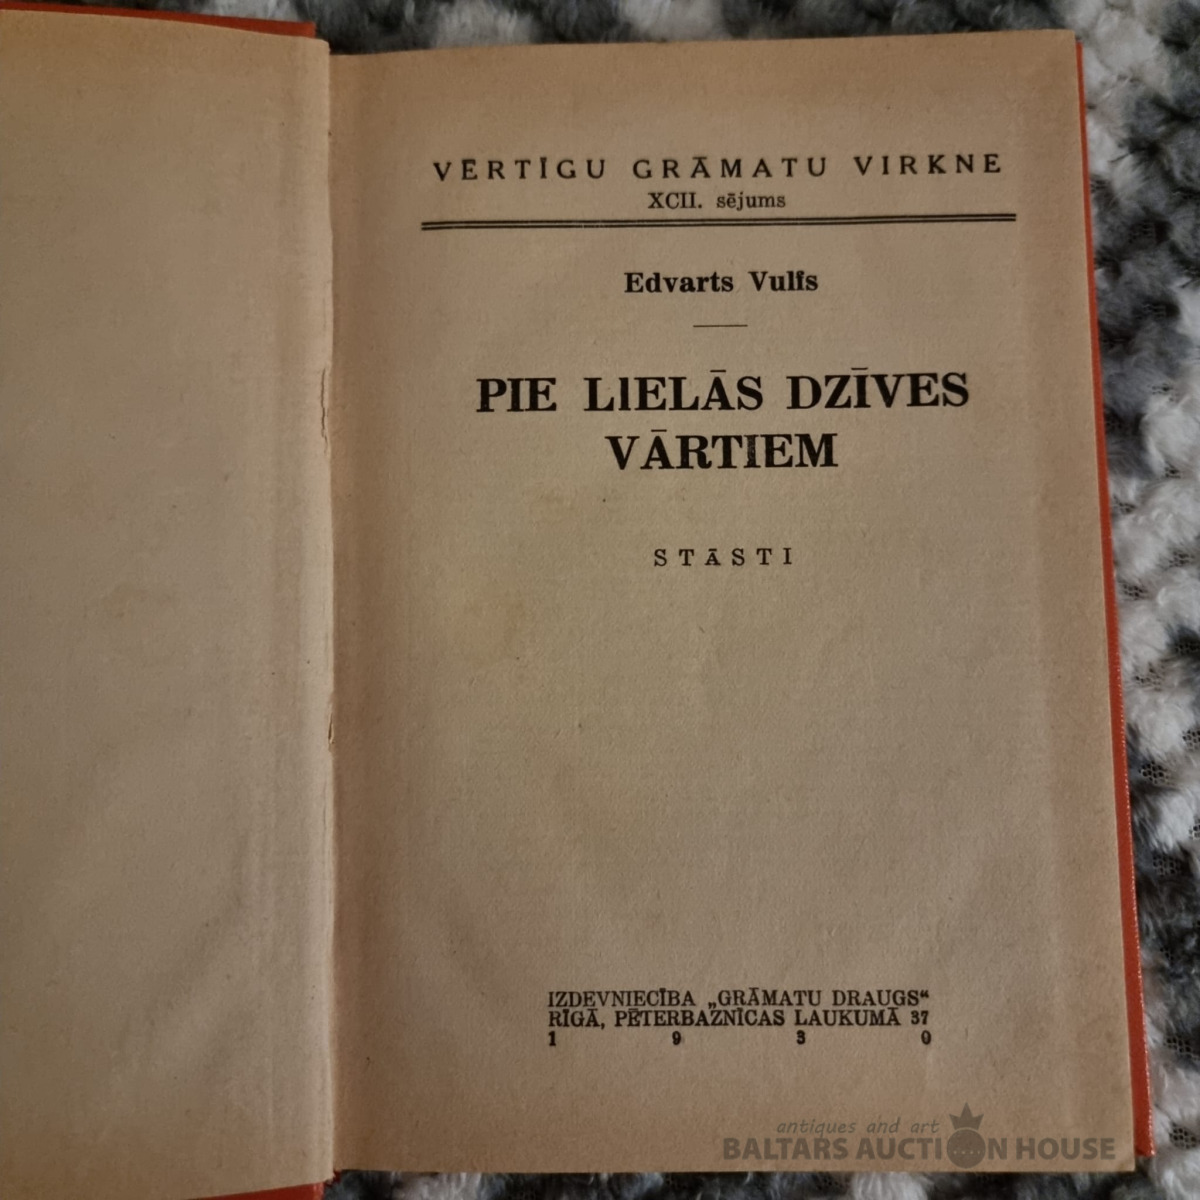 VĒRTĪGU GRĀMATU VIRKNE
XCII. sējums
Edvarts Vulfs
PIE LIELĀS DZĪVES
VĀRTIEM
STĀSTI
IZDEVNIECĪBA „GRĀMATU DRAUGS“
RĪGĀ, PĒTERBAZNĪCAS LAUKUMĀ 37
1 9 3 0
antiques and art
BALTARS AUCTION HOUSE